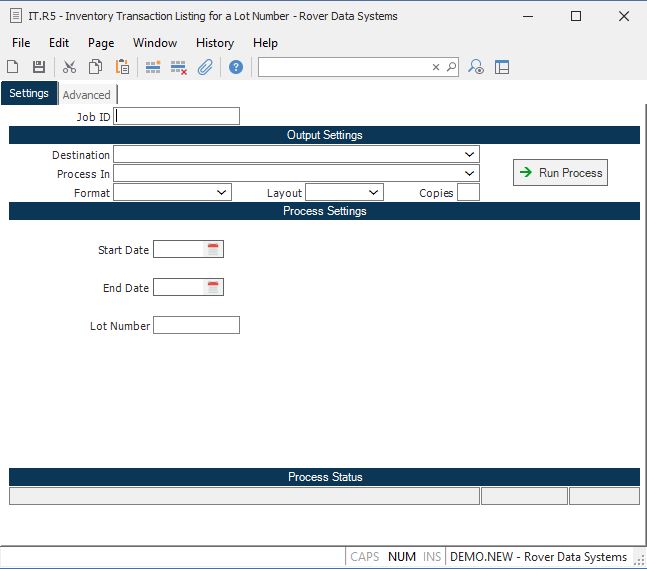 IT.R5 - Inventory Transaction Listing for a Lot Number - Rover Data Systems
File Edit Page Window History Help
Settings Advanced
Job ID
Output Settings
Destination
Process In
Run Process
Format Layout Copies
Process Settings
Start Date
End Date
Lot Number
Process Status
CAPS NUM INS DEMO.NEW - Rover Data Systems